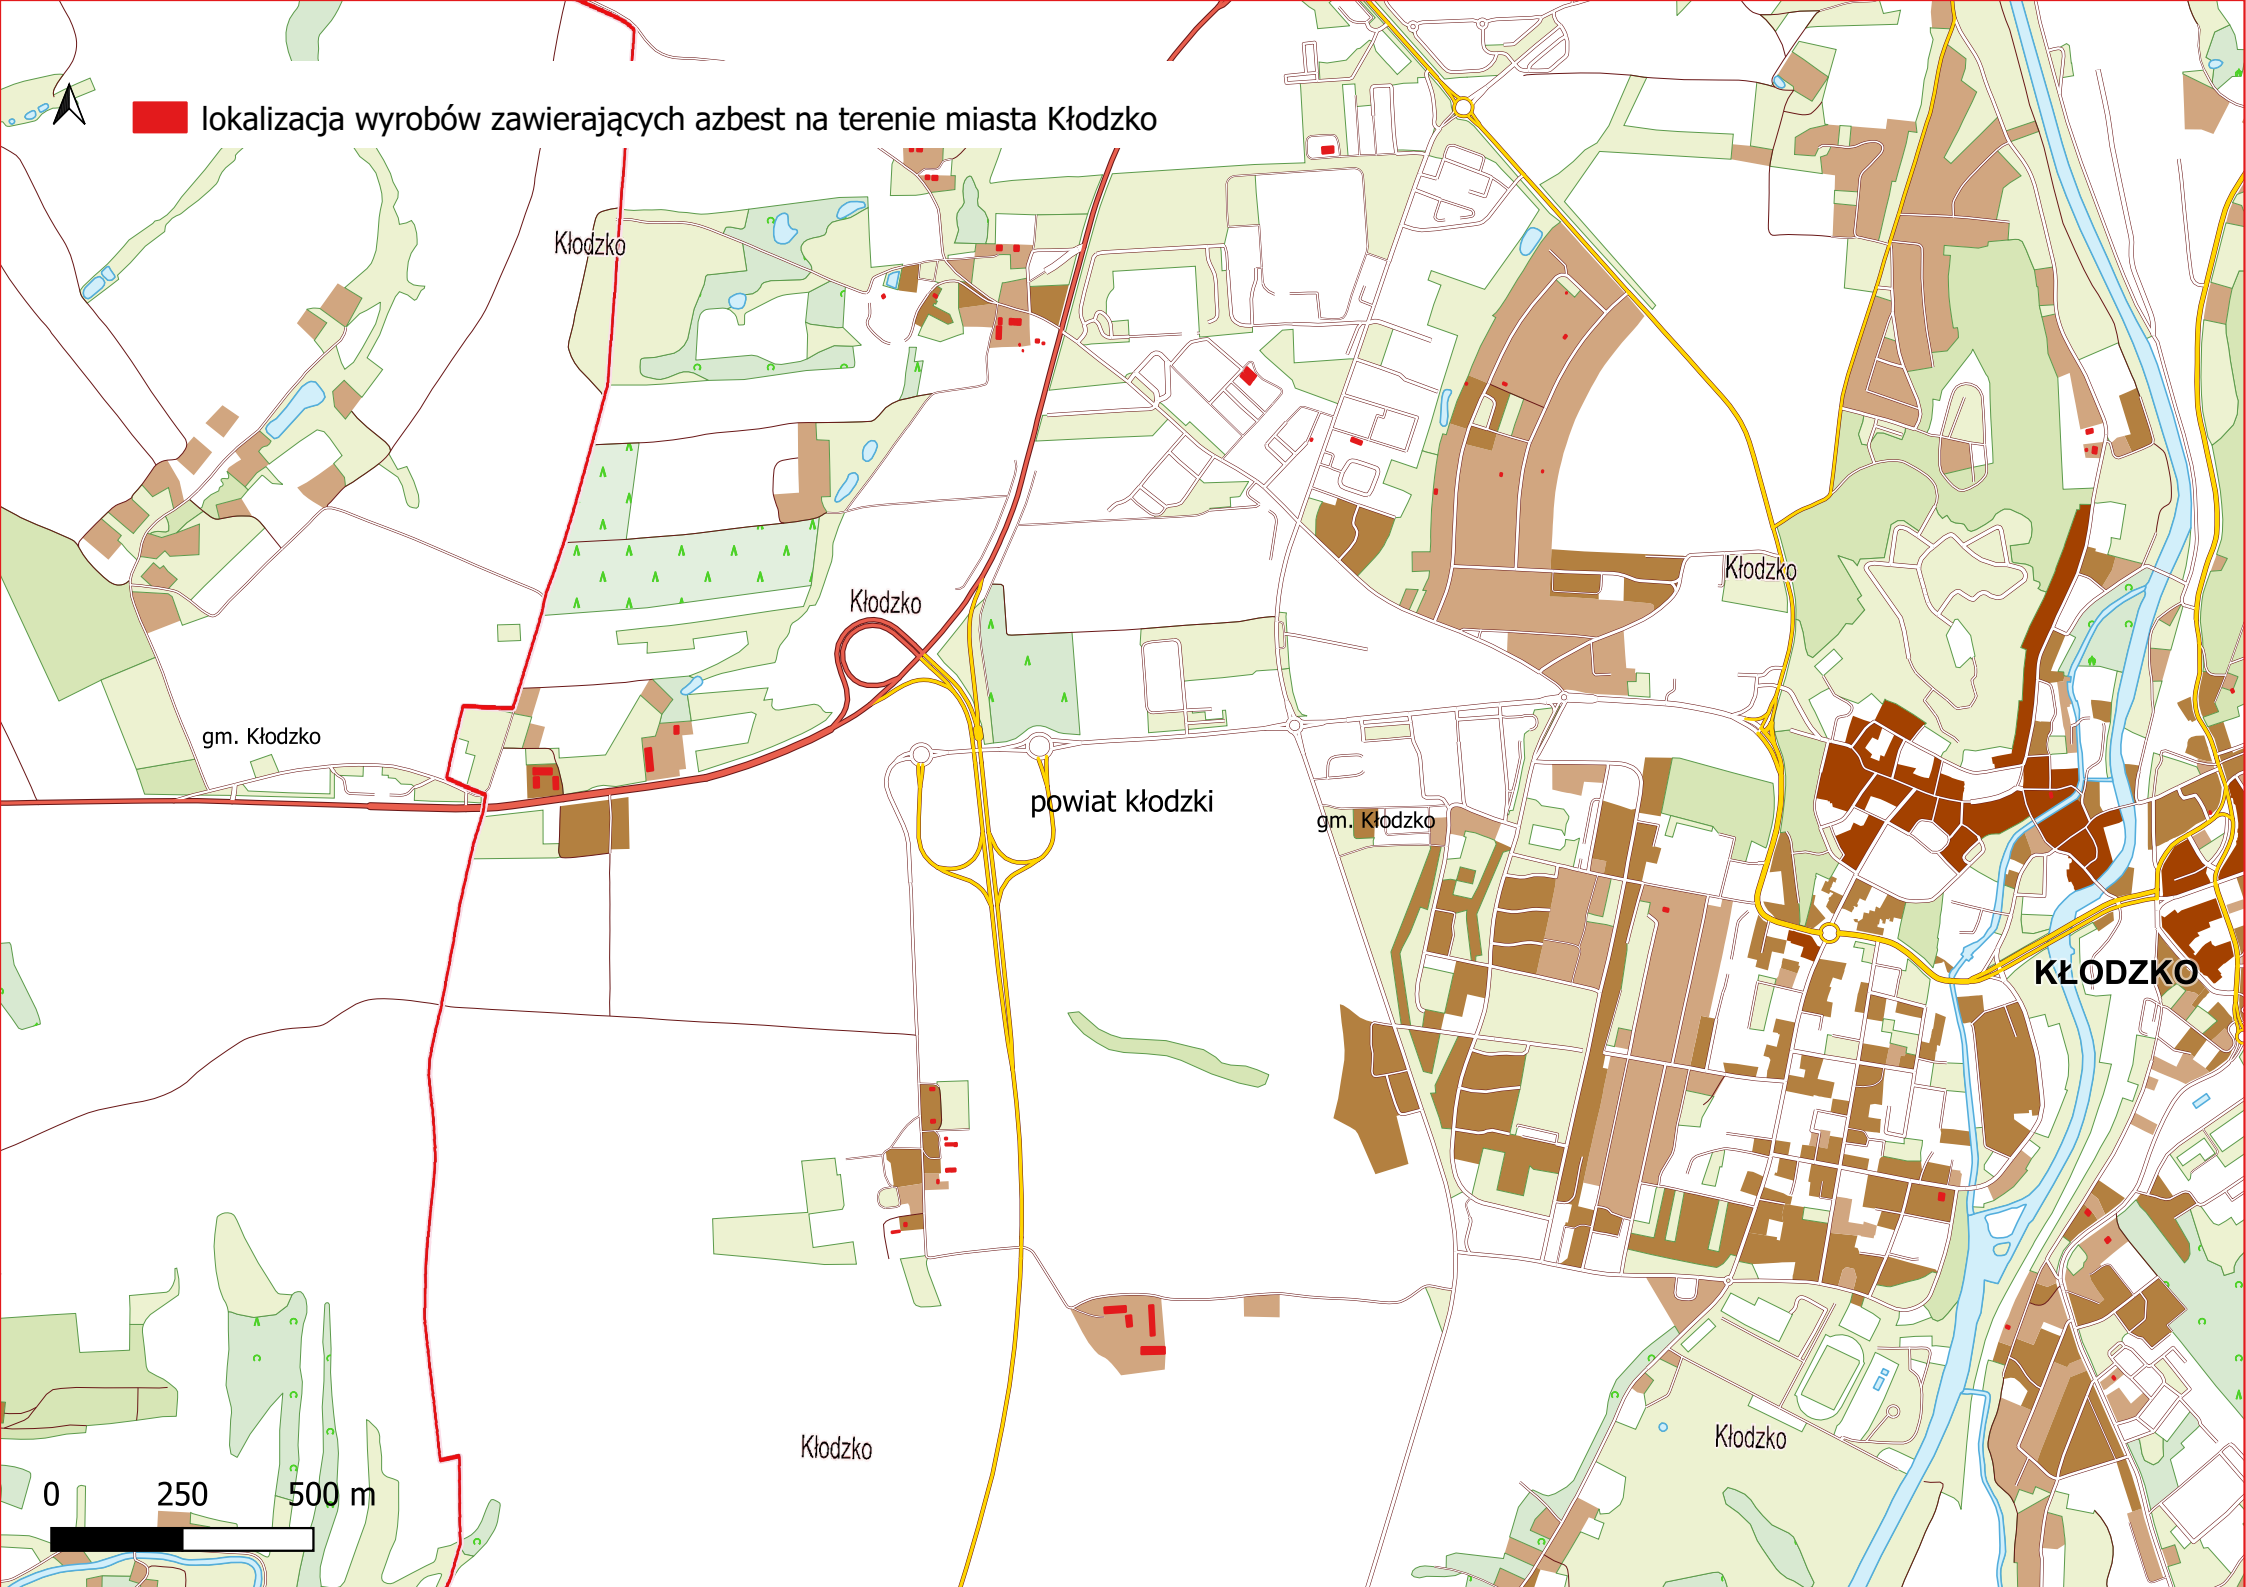 lokalizacja wyrobów zawierających azbest na terenie miasta Kłodzko
Kłodzko
Kłodzko
Kłodzko
gm. Kłodzko
powiat kłodzki
gm. Kłodzko
KŁODZKO
Kłodzko
Kłodzko
0 250 500 m